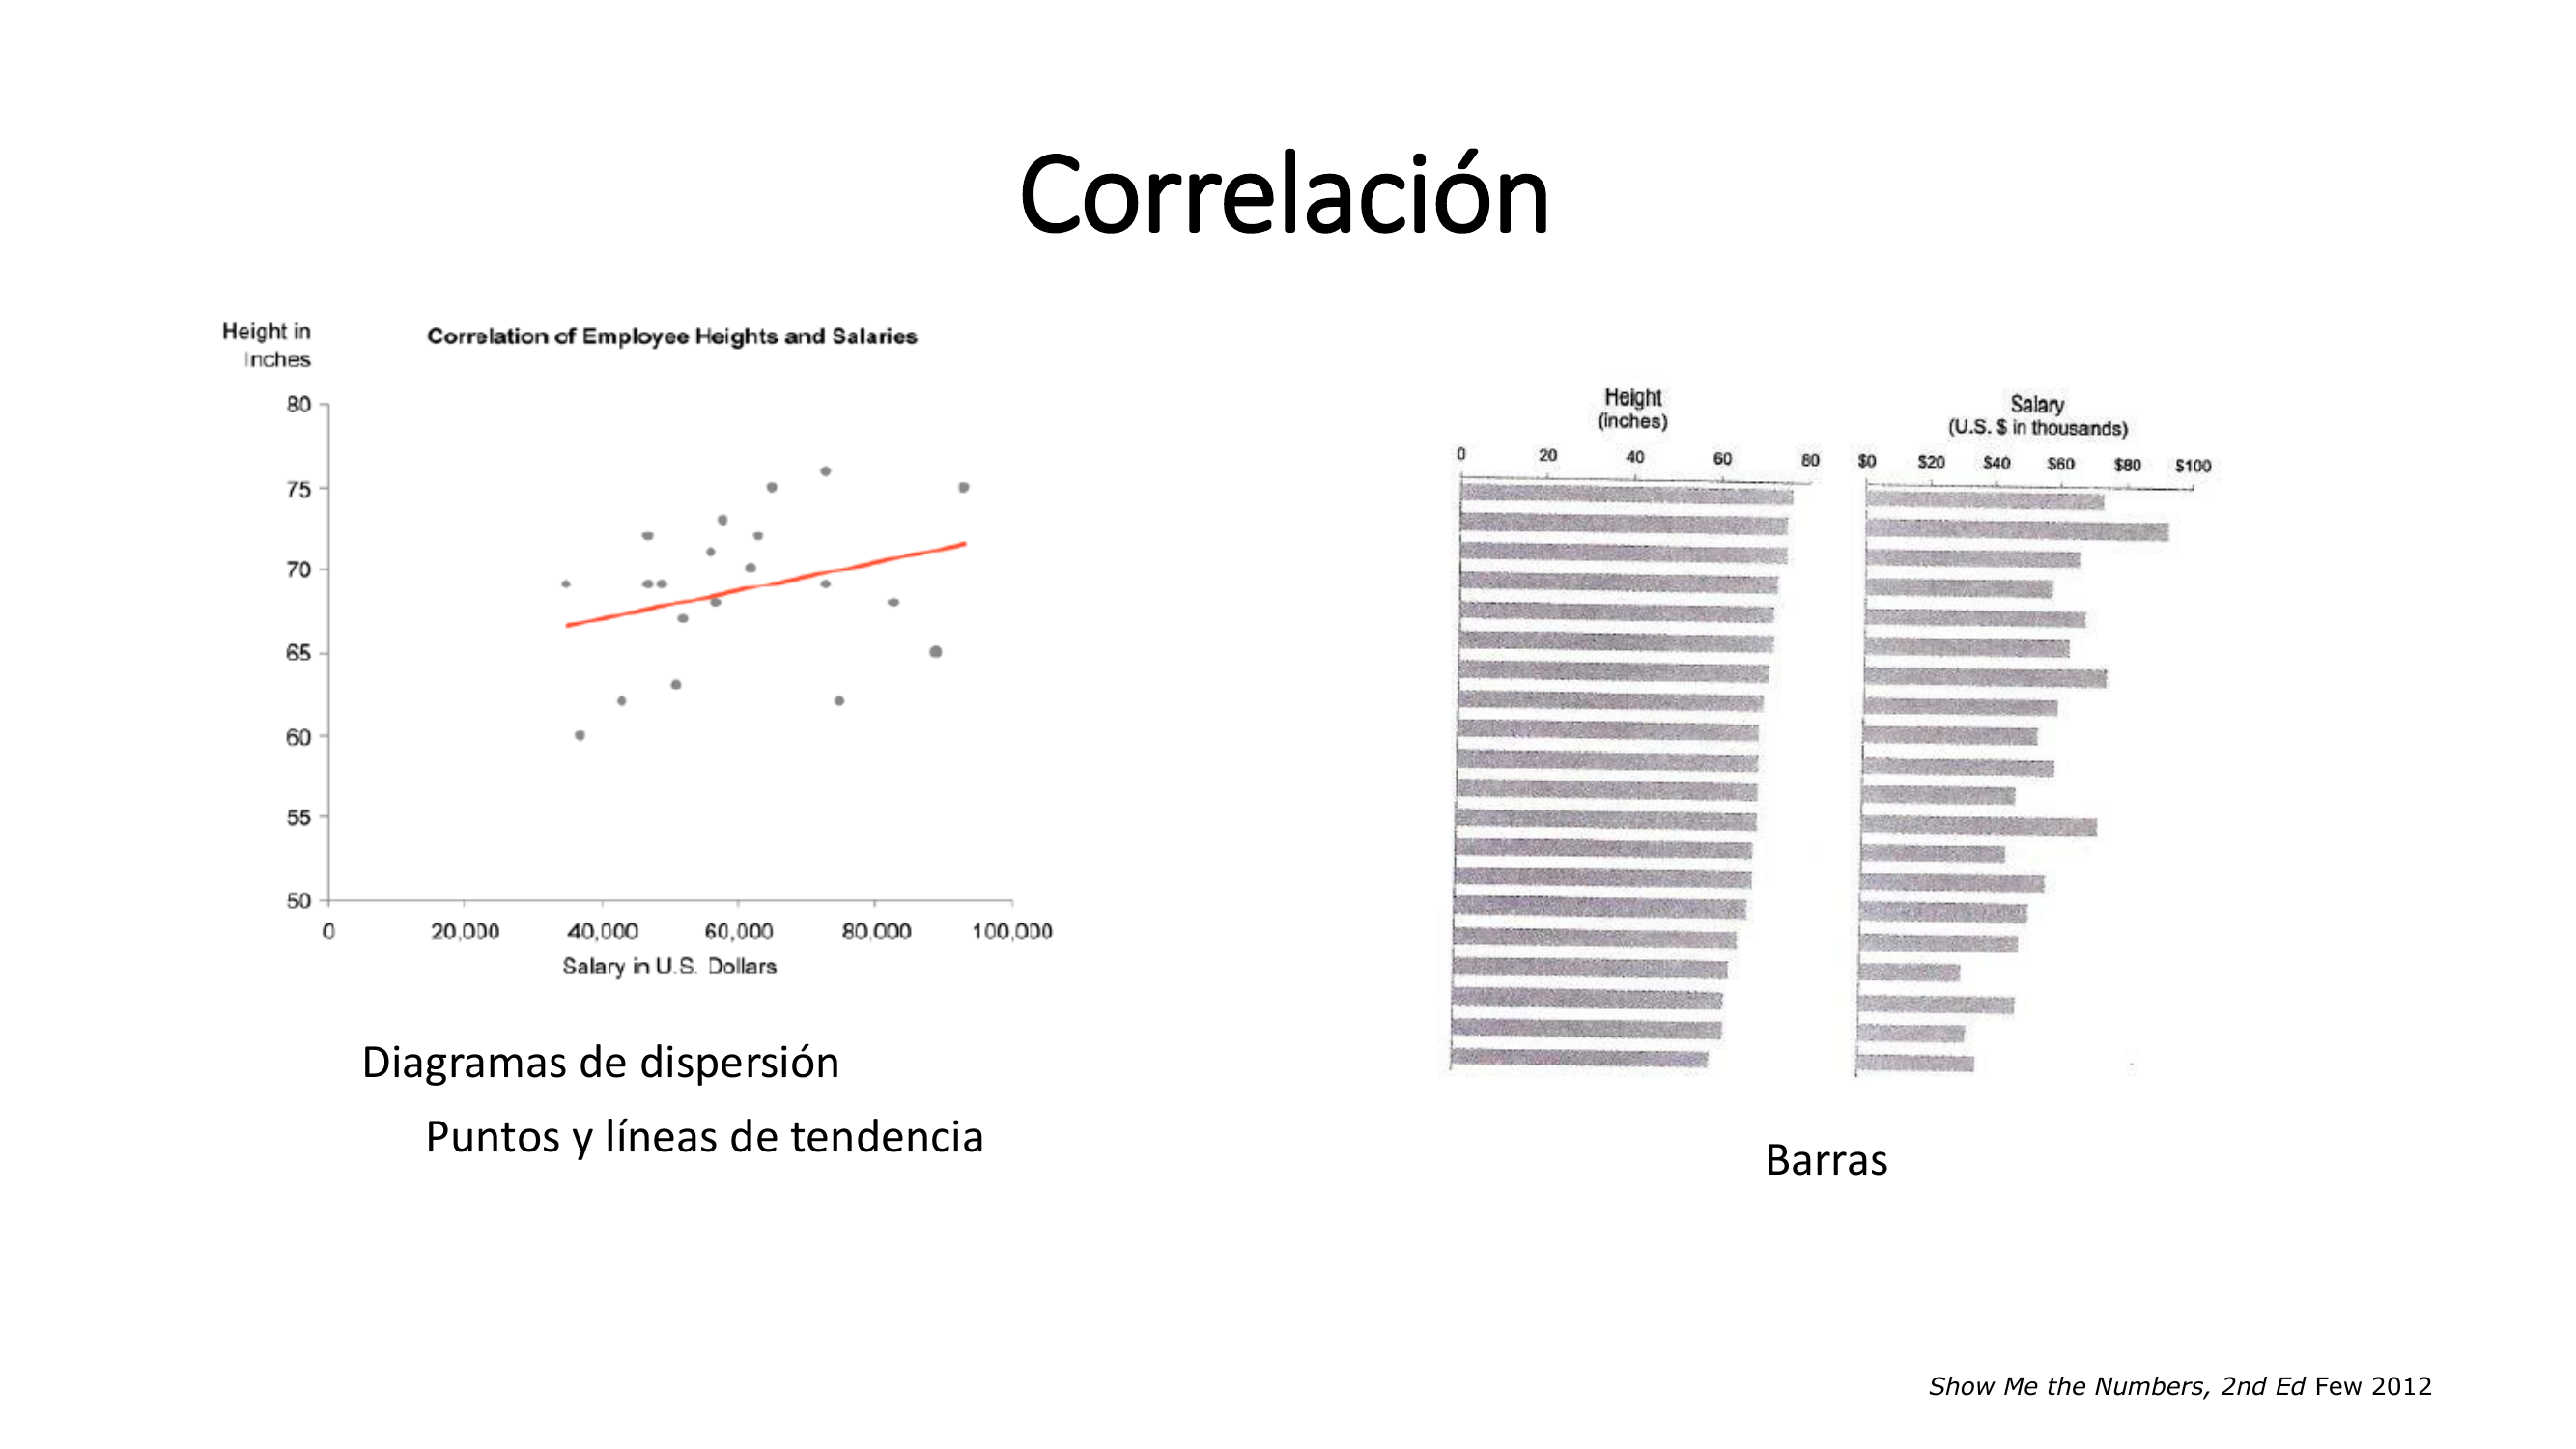 Correlación
Height in
Inches
Correlation of Employee Heights and Salaries
80
75
70
65
60
55
50
0 20,000 40,000 60,000 80,000 100,000
Salary in U.S. Dollars
Diagramas de dispersión
Puntos y líneas de tendencia
Height
(inches)
0 20 40 60 80
Salary
(U.S. $ in thousands)
$0 $20 $40 $60 $80 $100
Barras
Show Me the Numbers, 2nd Ed Few 2012